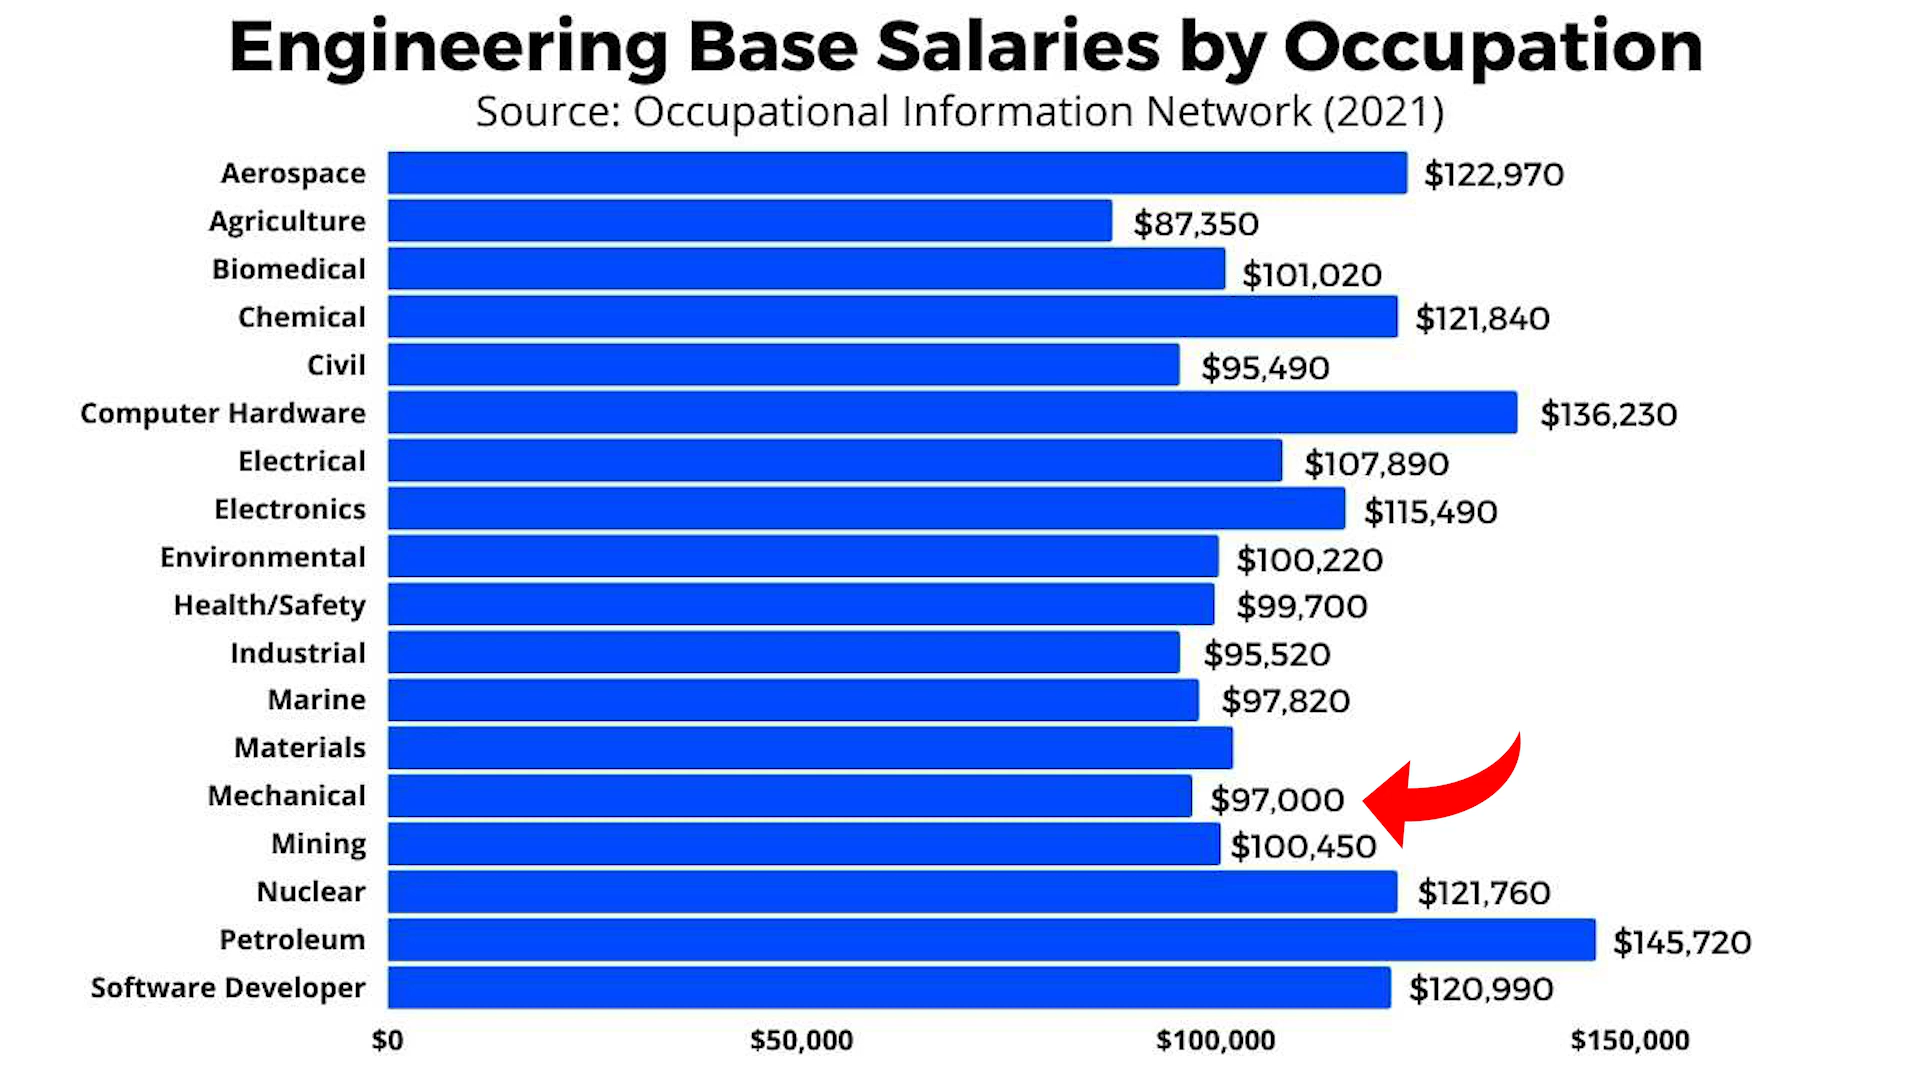 Engineering Base Salaries by Occupation
Source: Occupational Information Network (2021)
Aerospace $122,970
Agriculture $87,350
Biomedical $101,020
Chemical $121,840
Civil $95,490
Computer Hardware $136,230
Electrical $107,890
Electronics $115,490
Environmental $100,220
Health/Safety $99,700
Industrial $95,520
Marine $97,820
Materials
Mechanical $97,000
Mining $100,450
Nuclear $121,760
Petroleum $145,720
Software Developer $120,990
$0 $50,000 $100,000 $150,000